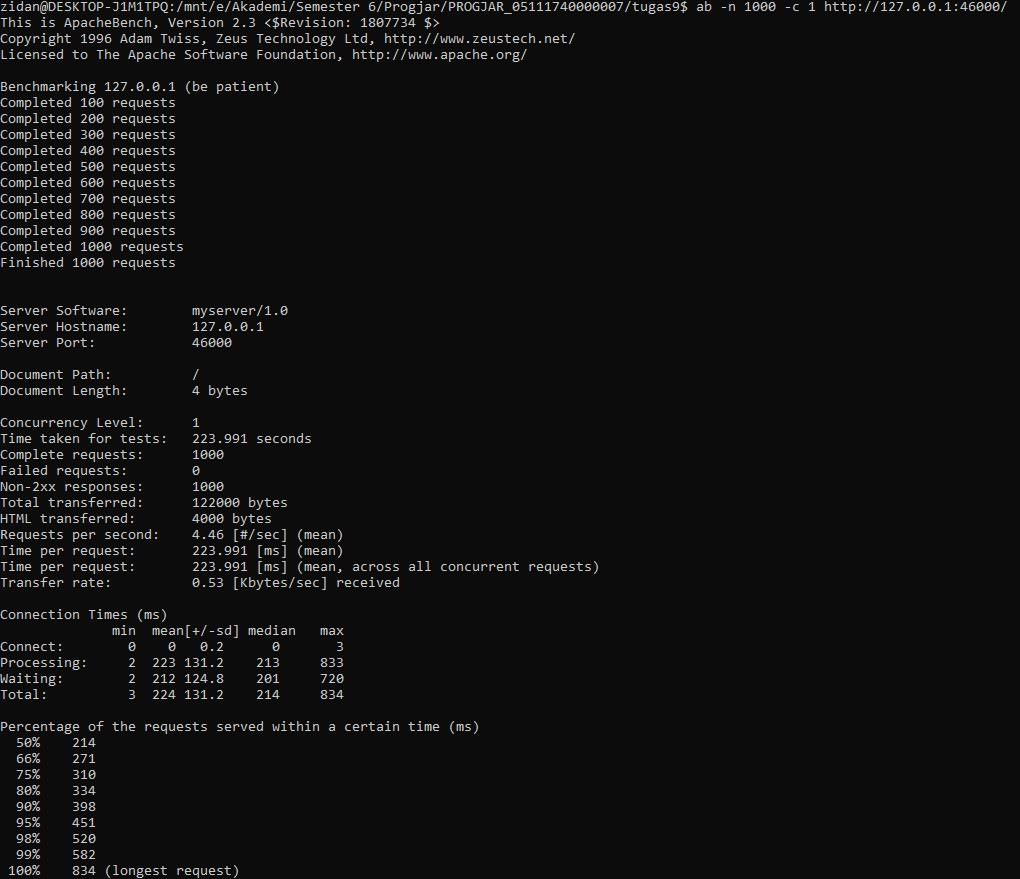 zidan@DESKTOP-J1M1TPQ:/mnt/e/Akademi/Semester 6/Progjar/PROGJAR_05111740000007/tugas9$ ab -n 1000 -c 1 http://127.0.0.1:46000/
This is ApacheBench, Version 2.3 <$Revision: 1807734 $>
Copyright 1996 Adam Twiss, Zeus Technology Ltd, http://www.zeustech.net/
Licensed to The Apache Software Foundation, http://www.apache.org/

Benchmarking 127.0.0.1 (be patient)
Completed 100 requests
Completed 200 requests
Completed 300 requests
Completed 400 requests
Completed 500 requests
Completed 600 requests
Completed 700 requests
Completed 800 requests
Completed 900 requests
Completed 1000 requests
Finished 1000 requests


Server Software:        myserver/1.0
Server Hostname:        127.0.0.1
Server Port:            46000

Document Path:          /
Document Length:        4 bytes

Concurrency Level:      1
Time taken for tests:   223.991 seconds
Complete requests:      1000
Failed requests:        0
Non-2xx responses:      1000
Total transferred:      122000 bytes
HTML transferred:       4000 bytes
Requests per second:    4.46 [#/sec] (mean)
Time per request:       223.991 [ms] (mean)
Time per request:       223.991 [ms] (mean, across all concurrent requests)
Transfer rate:          0.53 [Kbytes/sec] received

Connection Times (ms)
              min  mean[+/-sd] median   max
Connect:        0    0   0.2      0       3
Processing:     2  223 131.2    213     833
Waiting:        2  212 124.8    201     720
Total:          3  224 131.2    214     834

Percentage of the requests served within a certain time (ms)
  50%    214
  66%    271
  75%    310
  80%    334
  90%    398
  95%    451
  98%    520
  99%    582
 100%    834 (longest request)